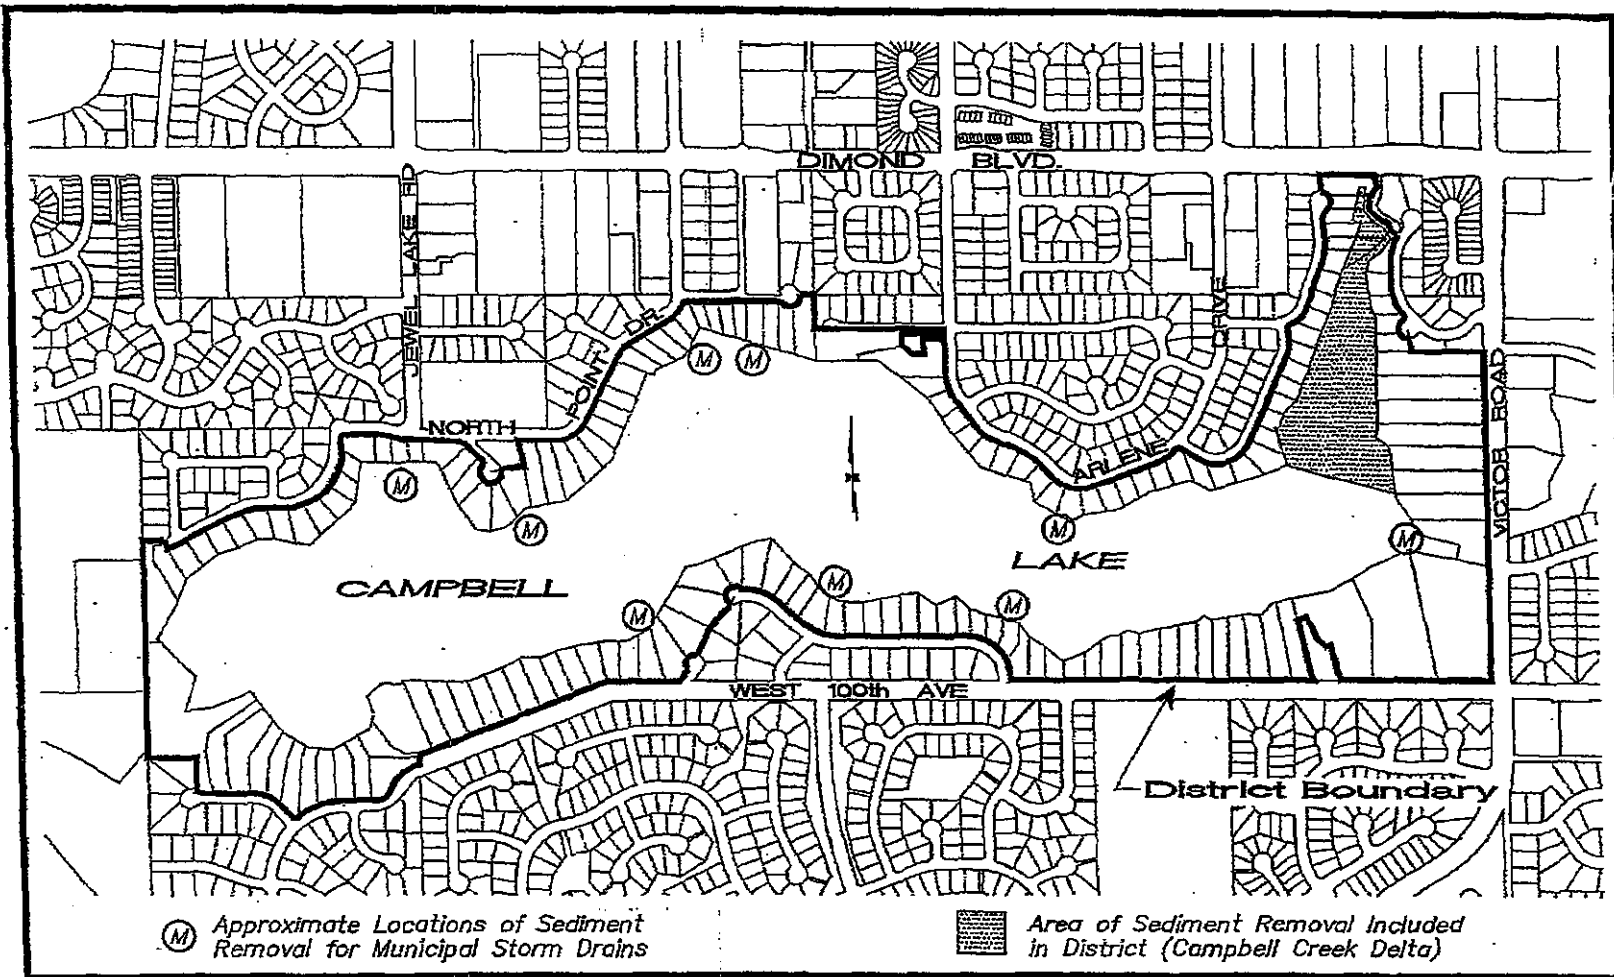 DIMOND BLVD.
JEWEL LAKE RD
DRIVE
NORTH POINT DR.
VICTOR ROAD
ARLENE
M
M
M
M
M
M
M
M
M
CAMPBELL LAKE
WEST 100th AVE
District Boundary
M Approximate Locations of Sediment
Removal for Municipal Storm Drains
Area of Sediment Removal Included
in District (Campbell Creek Delta)